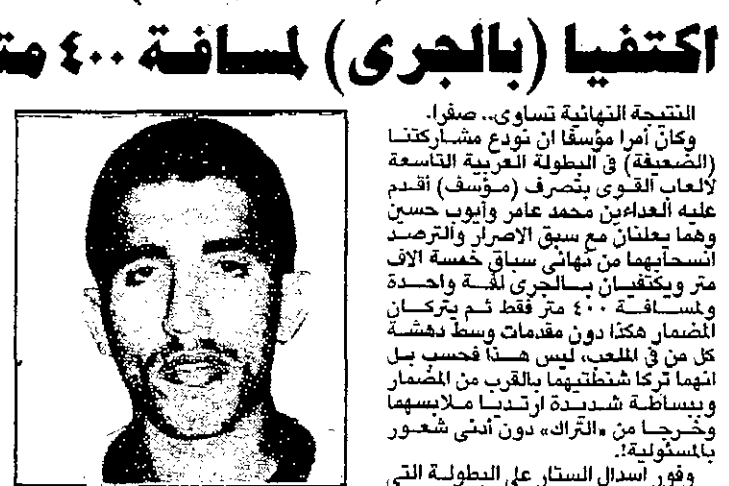 اكتفيا (بالجرى) لمسافة ٤٠٠ مت
النتيجة النهائية تساوى.. صفرا.
وكان أمرا مؤسفا ان نودع مشاركتنا
(الضعيفة) في البطولة العربية التاسعة
لالعاب القوى بتصرف (مؤسف) أقدم
عليه العداءين محمد عامر وأيوب حسين
وهما يعلنان مع سبق الاصرار والترصد
انسحابهما من نهائى سباق خمسة الاف
متر ويكتفيان بالجرى لفة واحدة
ولمسافة ٤٠٠ متر فقط ثم يتركان
المضمار هكذا دون مقدمات وسط دهشة
كل من في الملعب، ليس هذا فحسب بل
انهما تركا شنطتيهما بالقرب من المضمار
وببساطة شديدة ارتديا ملابسهما
وخرجا من «التراك» دون أدنى شعور
بالمسئولية!.
وفور اسدال الستار على البطولة التى